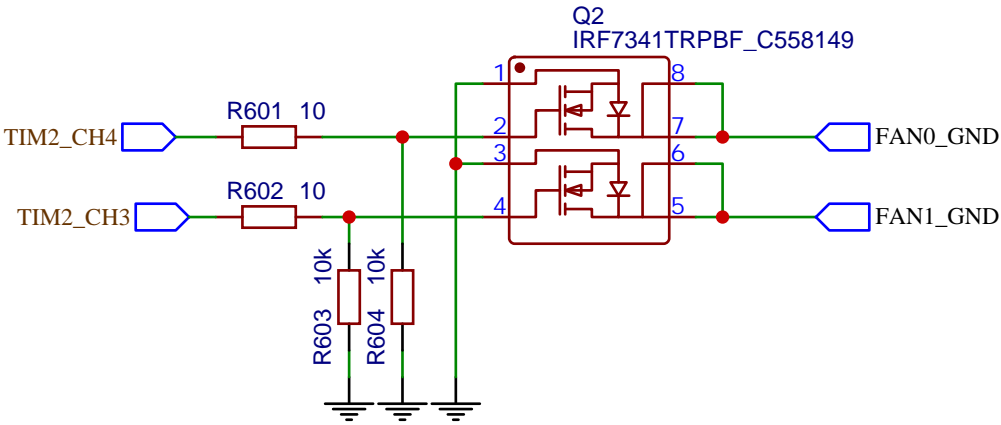 Q2
IRF7341TRPBF_C558149
1
8
R601 10
TIM2_CH4
2
7
FAN0_GND
3
6
R602 10
TIM2_CH3
4
5
FAN1_GND
R603 10k
R604 10k